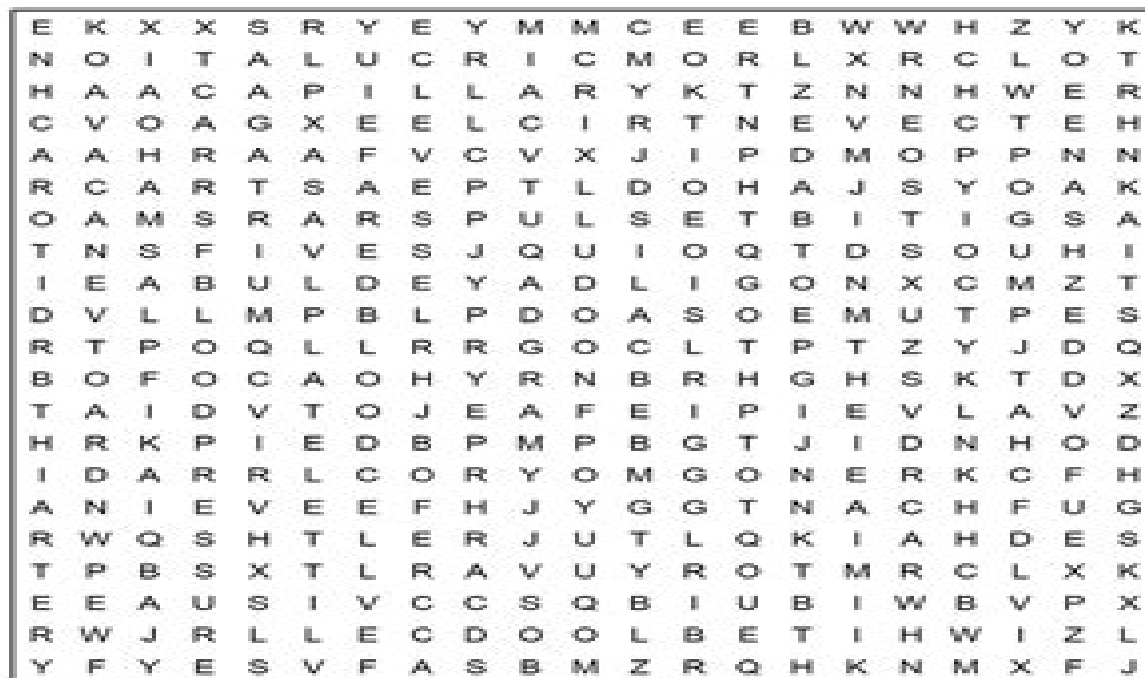 E K X X S R Y E Y M M C E E B W W H Z Y K
N O I T A L U C R I C M O R L X R C L O T
H A A C A P I L L A R Y K T Z N N H W E R
C V O A G X E E L C I R T N E V E C T E H
A A H R A A F V C V X J I P D M O P P N N
R C A R T S A E P T L D O H A J S Y O A K
O A M S R A R S P U L S E T B I T I G S A
T N S F I V E S J Q U I O Q T D S O U H I
I E A B U L D E Y A D L I G O N X C M Z T
D V L L M P B L P D O A S O E M U T P E S
R T P O Q L L R R G O C L T P T Z Y J D Q
B O F O C A O H Y R N B R H G H S K T D X
T A I D V T O J E A F E I P I E V L A V Z
H R K P I E D B P M P B G T J I D N H O D
I D A R R L C O R Y O M G O N E R K C F H
A N I E V E E F H J Y G G T N A C H F U G
R W Q S H T L E R J U T L Q K I A H D E S
T P B S X T L R A V U Y R O T M R C L X K
E E A U S I V C C S Q B I U B I W B V P X
R W J R L L E C D O O L B E T I H W I Z L
Y F Y E S V F A S B M Z R Q H K N M X F J